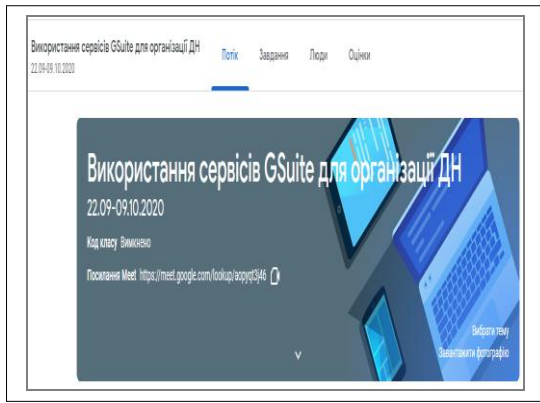 Використання сервісів GSuite для організації ДН
22.09-09.10.2020
Потік Завдання Люди Оцінки
Використання сервісів GSuite для організації ДН
22.09-09.10.2020
Код класу Вимкнено
Посилання Meet https://meet.google.com/lookup/aopyqt3j46
Вибрати тему
Завантажити фотографію